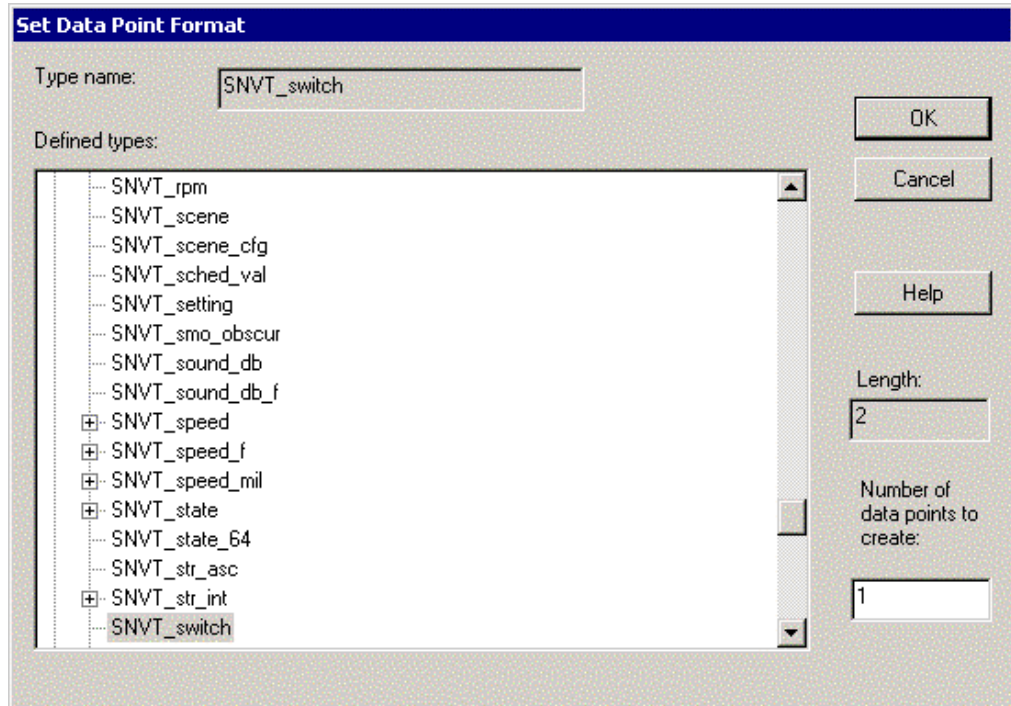 Set Data Point Format
Type name:
SNVT_switch
OK
Defined types:
Cancel
SNVT_rpm
SNVT_scene
SNVT_scene_cfg
SNVT_sched_val
SNVT_setting
SNVT_smo_obscur
SNVT_sound_db
SNVT_sound_db_f
SNVT_speed
SNVT_speed_f
SNVT_speed_mil
SNVT_state
SNVT_state_64
SNVT_str_asc
SNVT_str_int
SNVT_switch
Help
Length:
2
Number of
data points to
create:
1